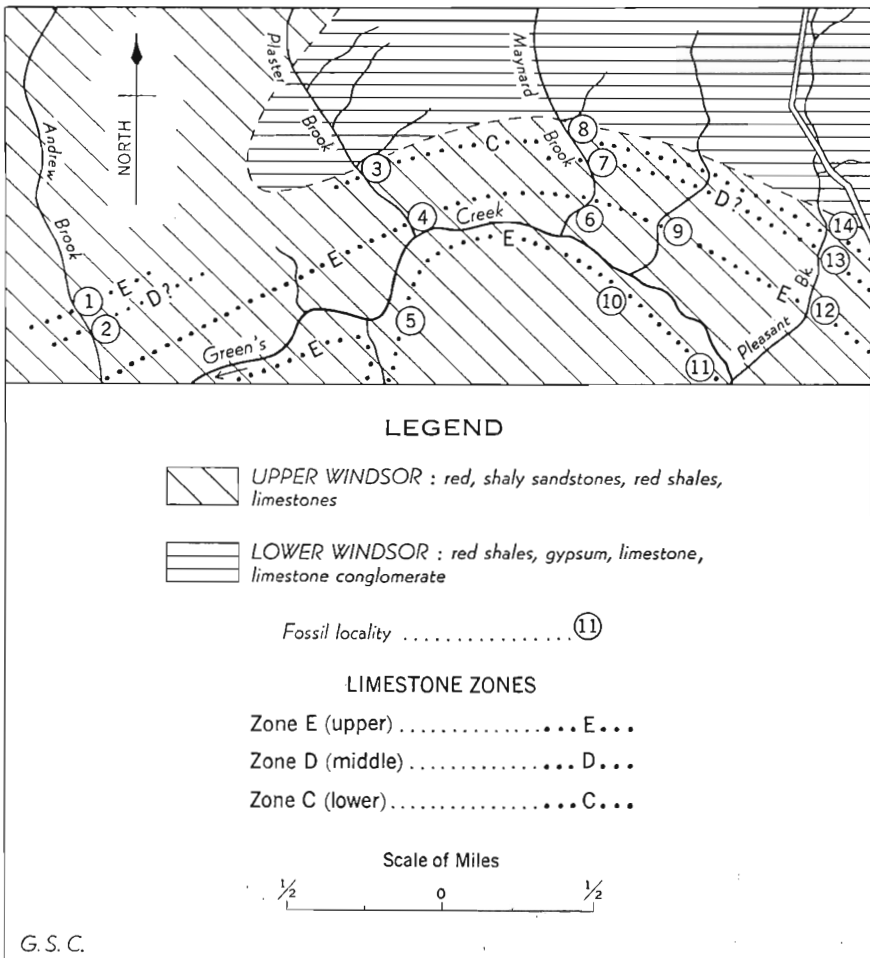 Andrew
Brook
NORTH
Plaster
Brook
Maynard
Brook
C
D?
Creek
E
E
E
D?
E
Green's
E
Pleasant
Bk.
1
2
3
4
5
6
7
8
9
10
11
12
13
14
LEGEND
UPPER WINDSOR : red, shaly sandstones, red shales,
limestones
LOWER WINDSOR : red shales, gypsum, limestone,
limestone conglomerate
Fossil locality .................. 11
LIMESTONE ZONES
Zone E (upper) .................. E...
Zone D (middle) .................. D...
Zone C (lower) .................. C...
Scale of Miles
½ 0 ½
G. S. C.